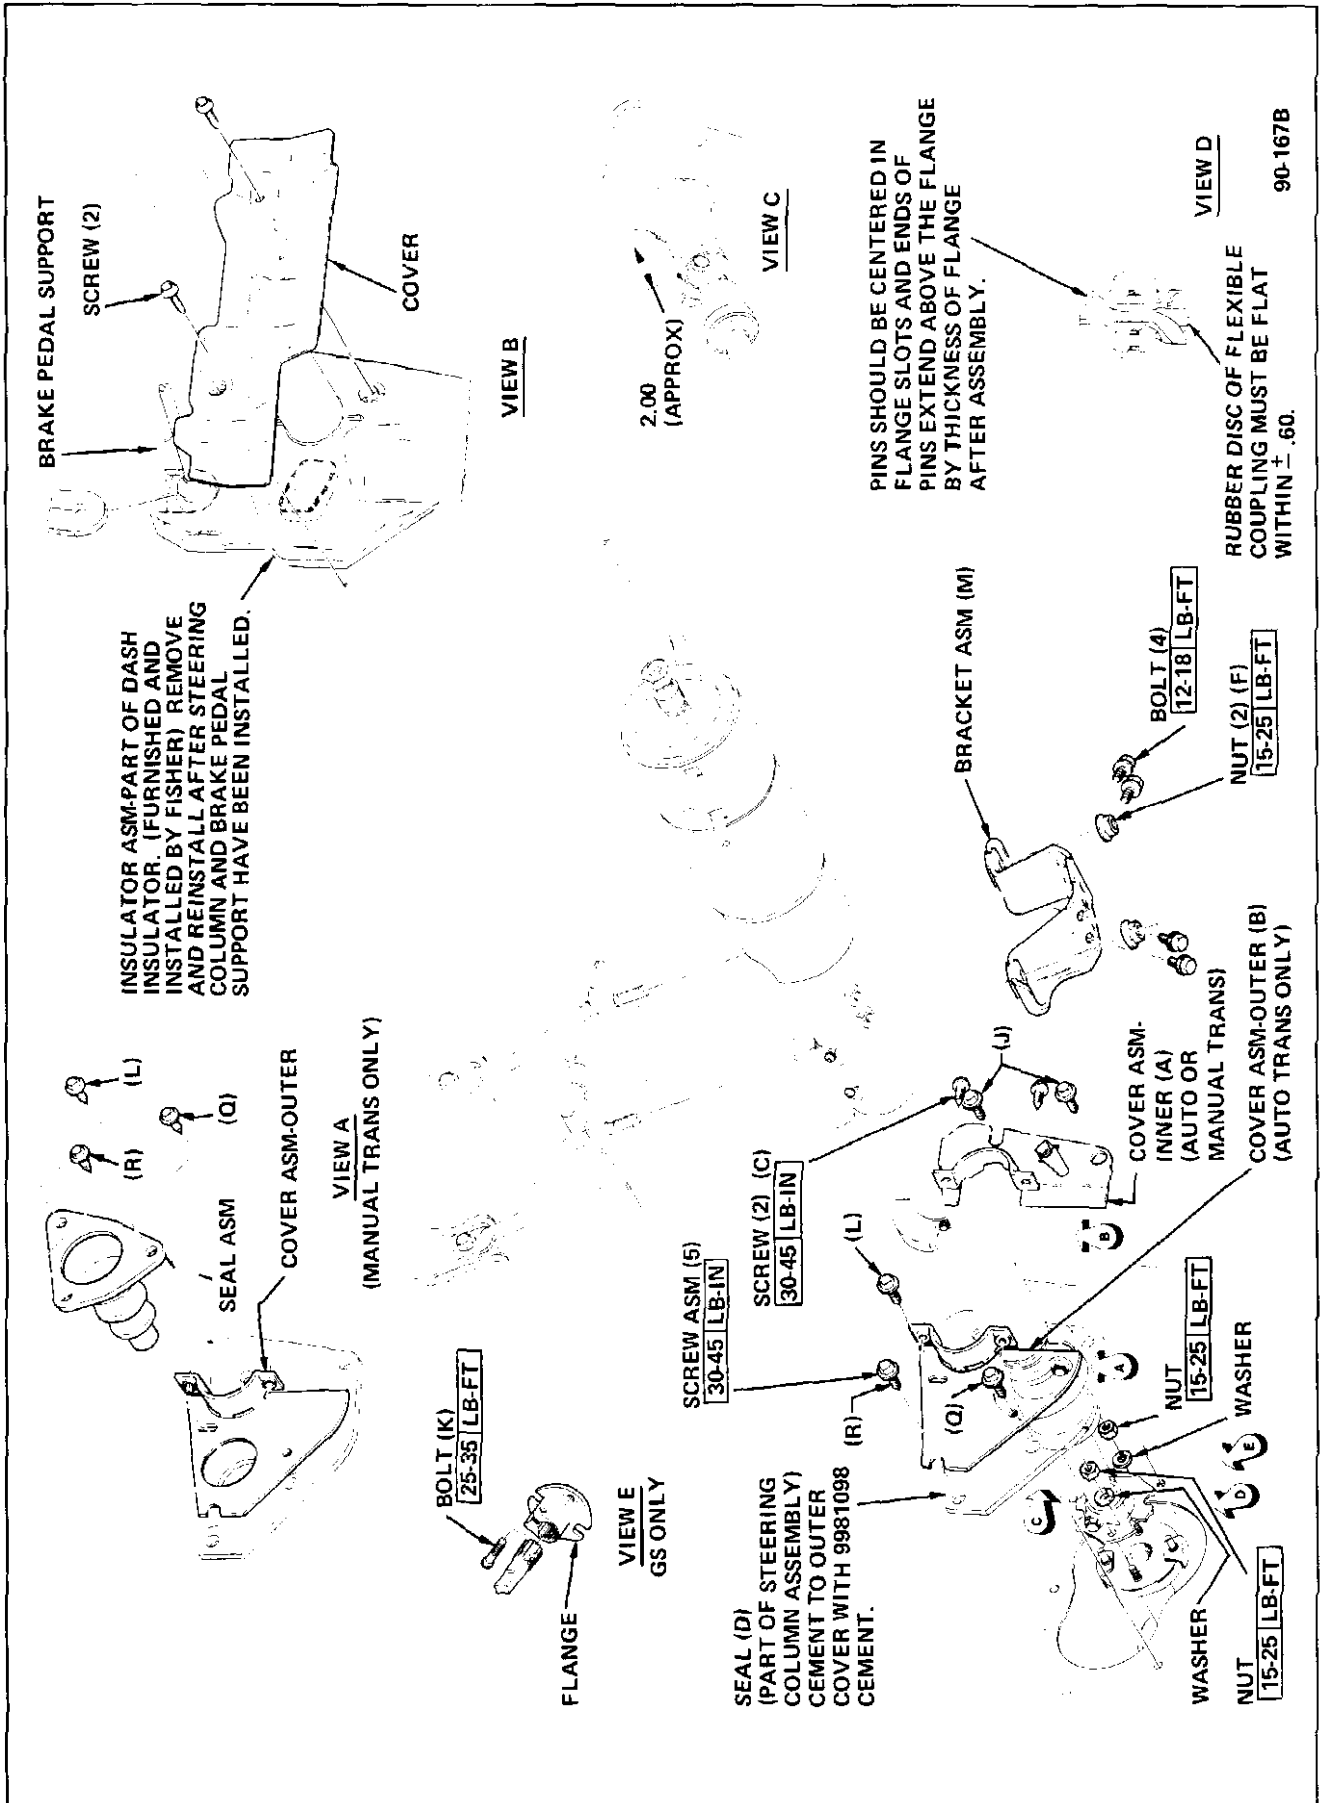 INSULATOR ASM-PART OF DASH
INSULATOR. (FURNISHED AND
INSTALLED BY FISHER) REMOVE
AND REINSTALL AFTER STEERING
COLUMN AND BRAKE PEDAL
SUPPORT HAVE BEEN INSTALLED.
BRAKE PEDAL SUPPORT
SCREW (2)
COVER
VIEW B
(L)
(R)
(Q)
SEAL ASM
COVER ASM-OUTER
VIEW A
(MANUAL TRANS ONLY)
2.00
(APPROX)
VIEW C
BOLT (K)
25-35 LB-FT
FLANGE
VIEW E
GS ONLY
PINS SHOULD BE CENTERED IN
FLANGE SLOTS AND ENDS OF
PINS EXTEND ABOVE THE FLANGE
BY THICKNESS OF FLANGE
AFTER ASSEMBLY.
RUBBER DISC OF FLEXIBLE
COUPLING MUST BE FLAT
WITHIN ± .60.
VIEW D
SEAL (D)
(PART OF STEERING
COLUMN ASSEMBLY)
CEMENT TO OUTER
COVER WITH 9981098
CEMENT.
SCREW ASM (5)
30-45 LB-IN
SCREW (2) (C)
30-45 LB-IN
(L)
(R)
(Q)
(J)
BRACKET ASM (M)
BOLT (4)
12-18 LB-FT
NUT (2) (F)
15-25 LB-FT
COVER ASM-
INNER (A)
(AUTO OR
MANUAL TRANS)
COVER ASM-OUTER (B)
(AUTO TRANS ONLY)
B
A
C
D
E
NUT
15-25 LB-FT
WASHER
WASHER
NUT
15-25 LB-FT
90-167B